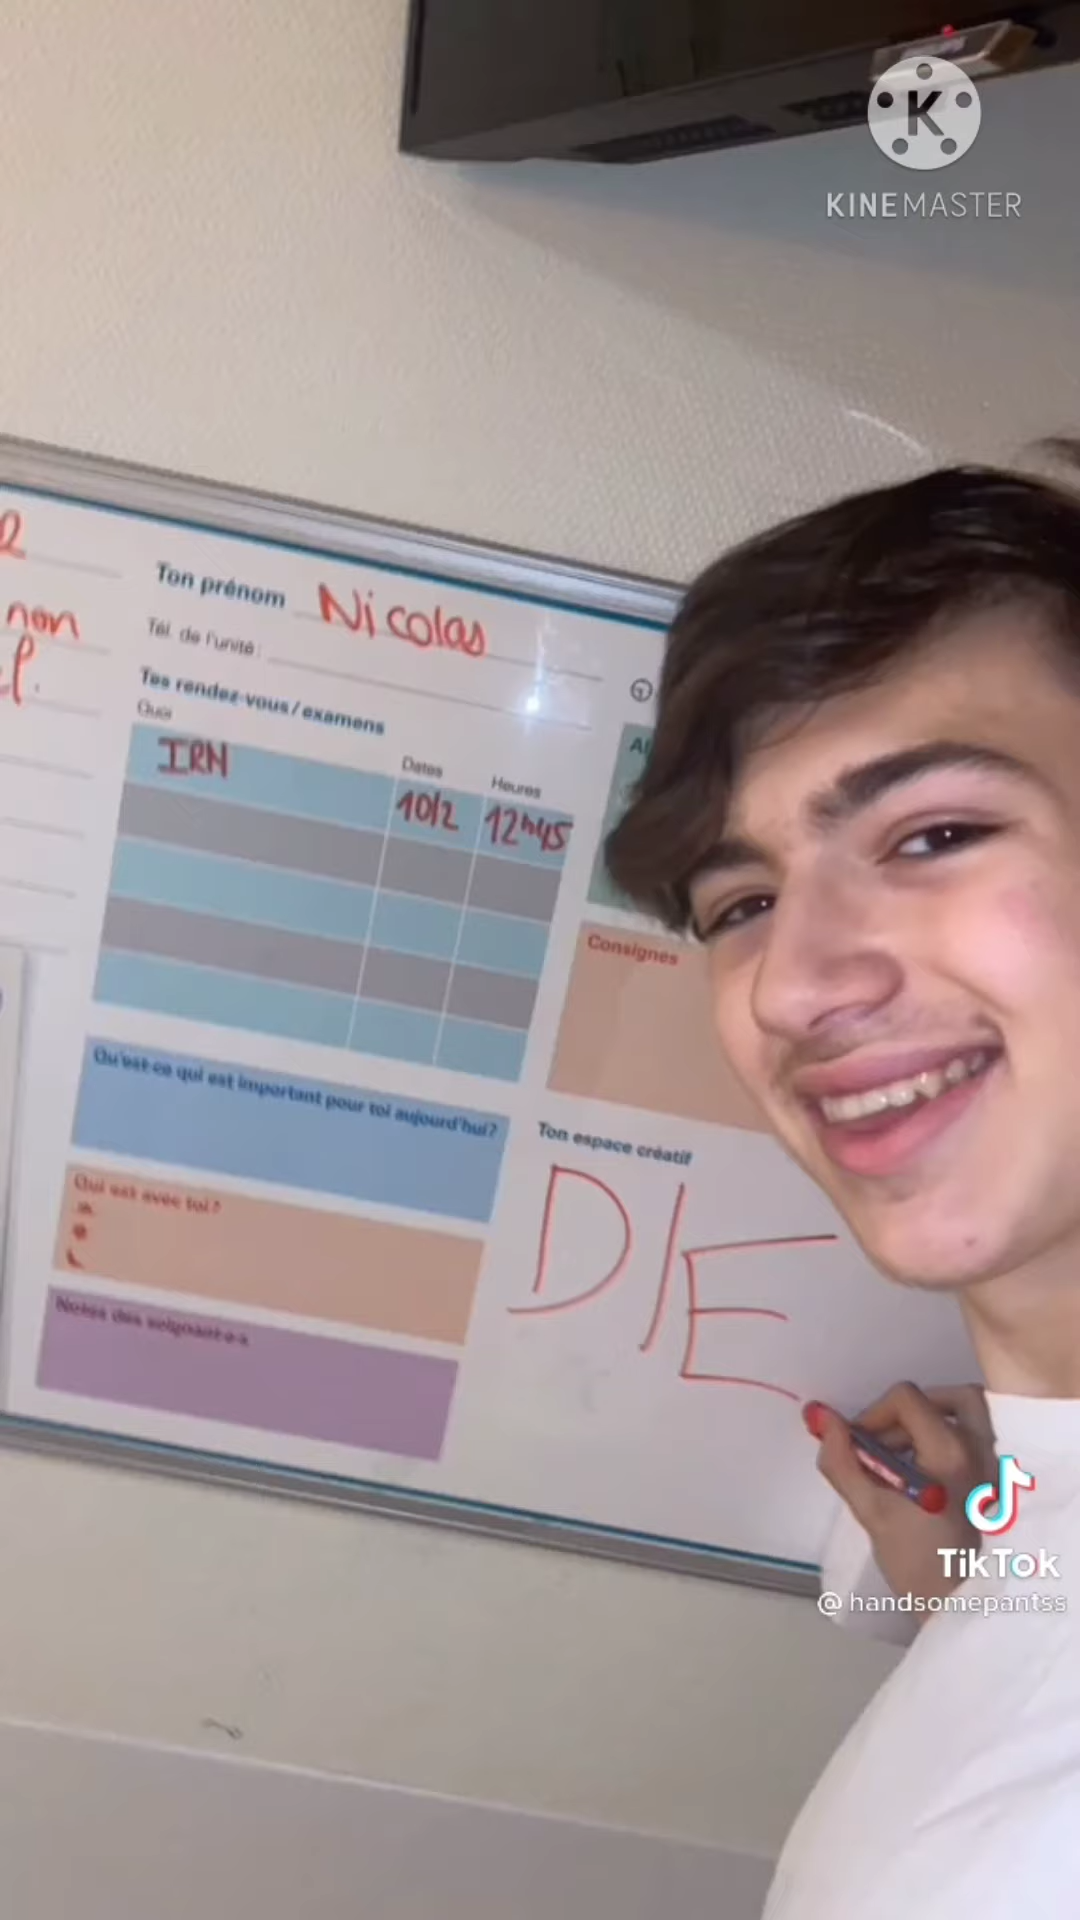 K
KINEMASTER
non
Ton prénom Nicolas
Tél. de l'unité :
Tes rendez-vous / examens
Quoi Dates Heures
IRM 10/2 12h45
Consignes
Qu'est-ce qui est important pour toi aujourd'hui?
Qui est avec toi ?
Notes des soignant·e·s
Ton espace créatif
DIE
TikTok
@handsomepantss